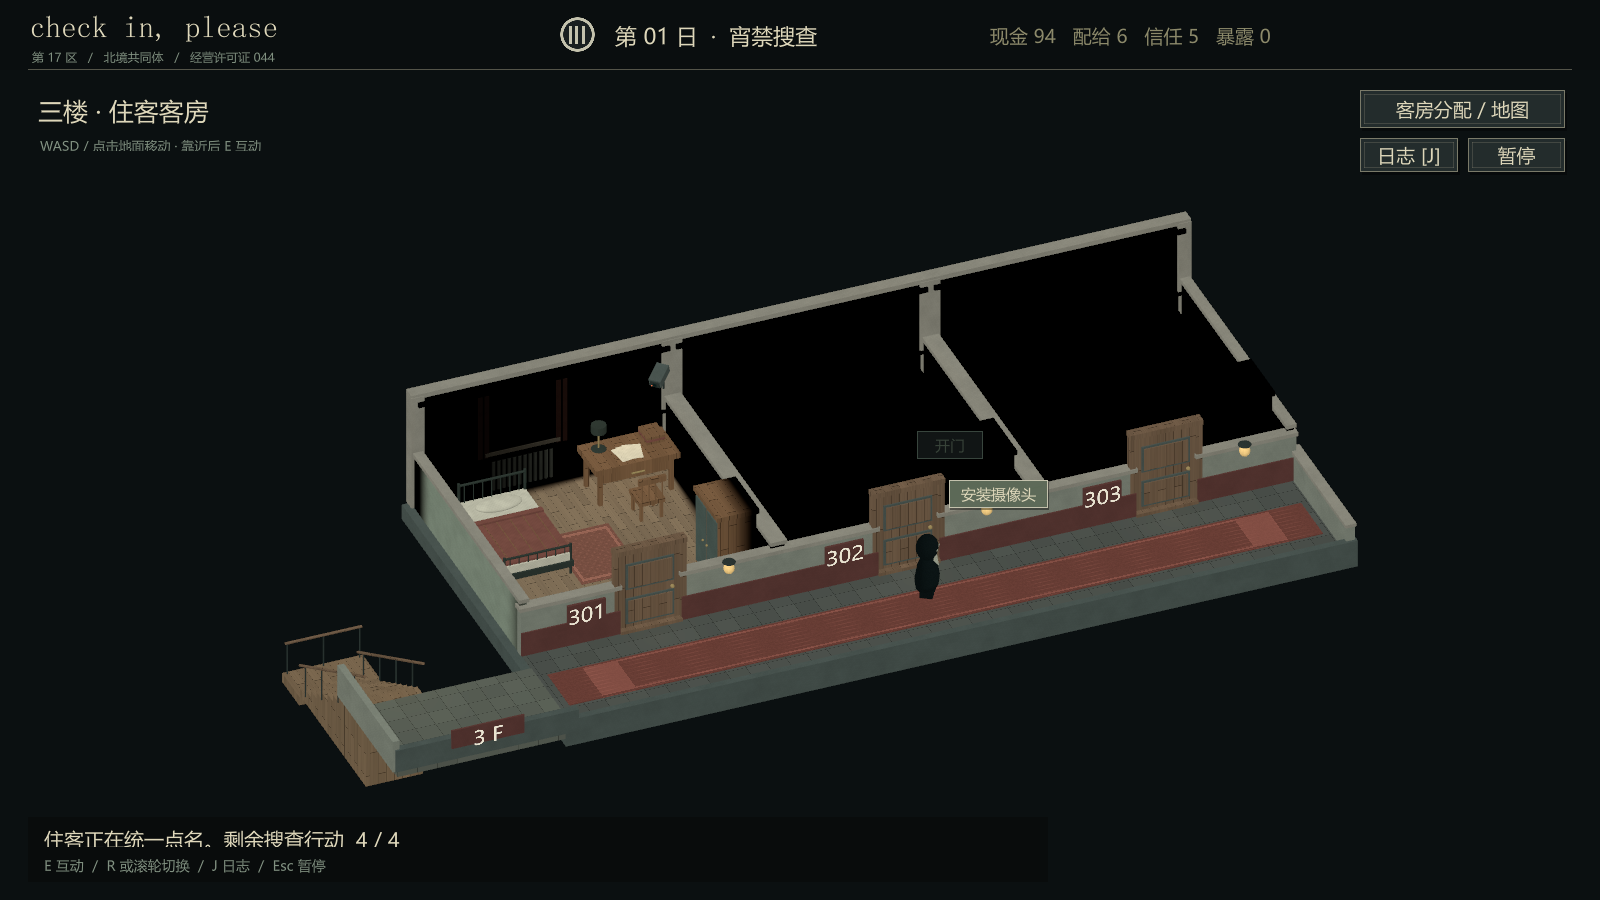 check in, please
第 17 区 / 北境共同体 / 经营许可证 044
第 01 日 · 宵禁搜查
现金 94 配给 6 信任 5 暴露 0
三楼 · 住客客房
WASD / 点击地面移动 · 靠近后 E 互动
客房分配 / 地图
日志 [J]
暂停
开门
安装摄像头
303
302
301
3 F
住客正在统一点名。剩余搜查行动 4 / 4
E 互动 / R 或滚轮切换 / J 日志 / Esc 暂停